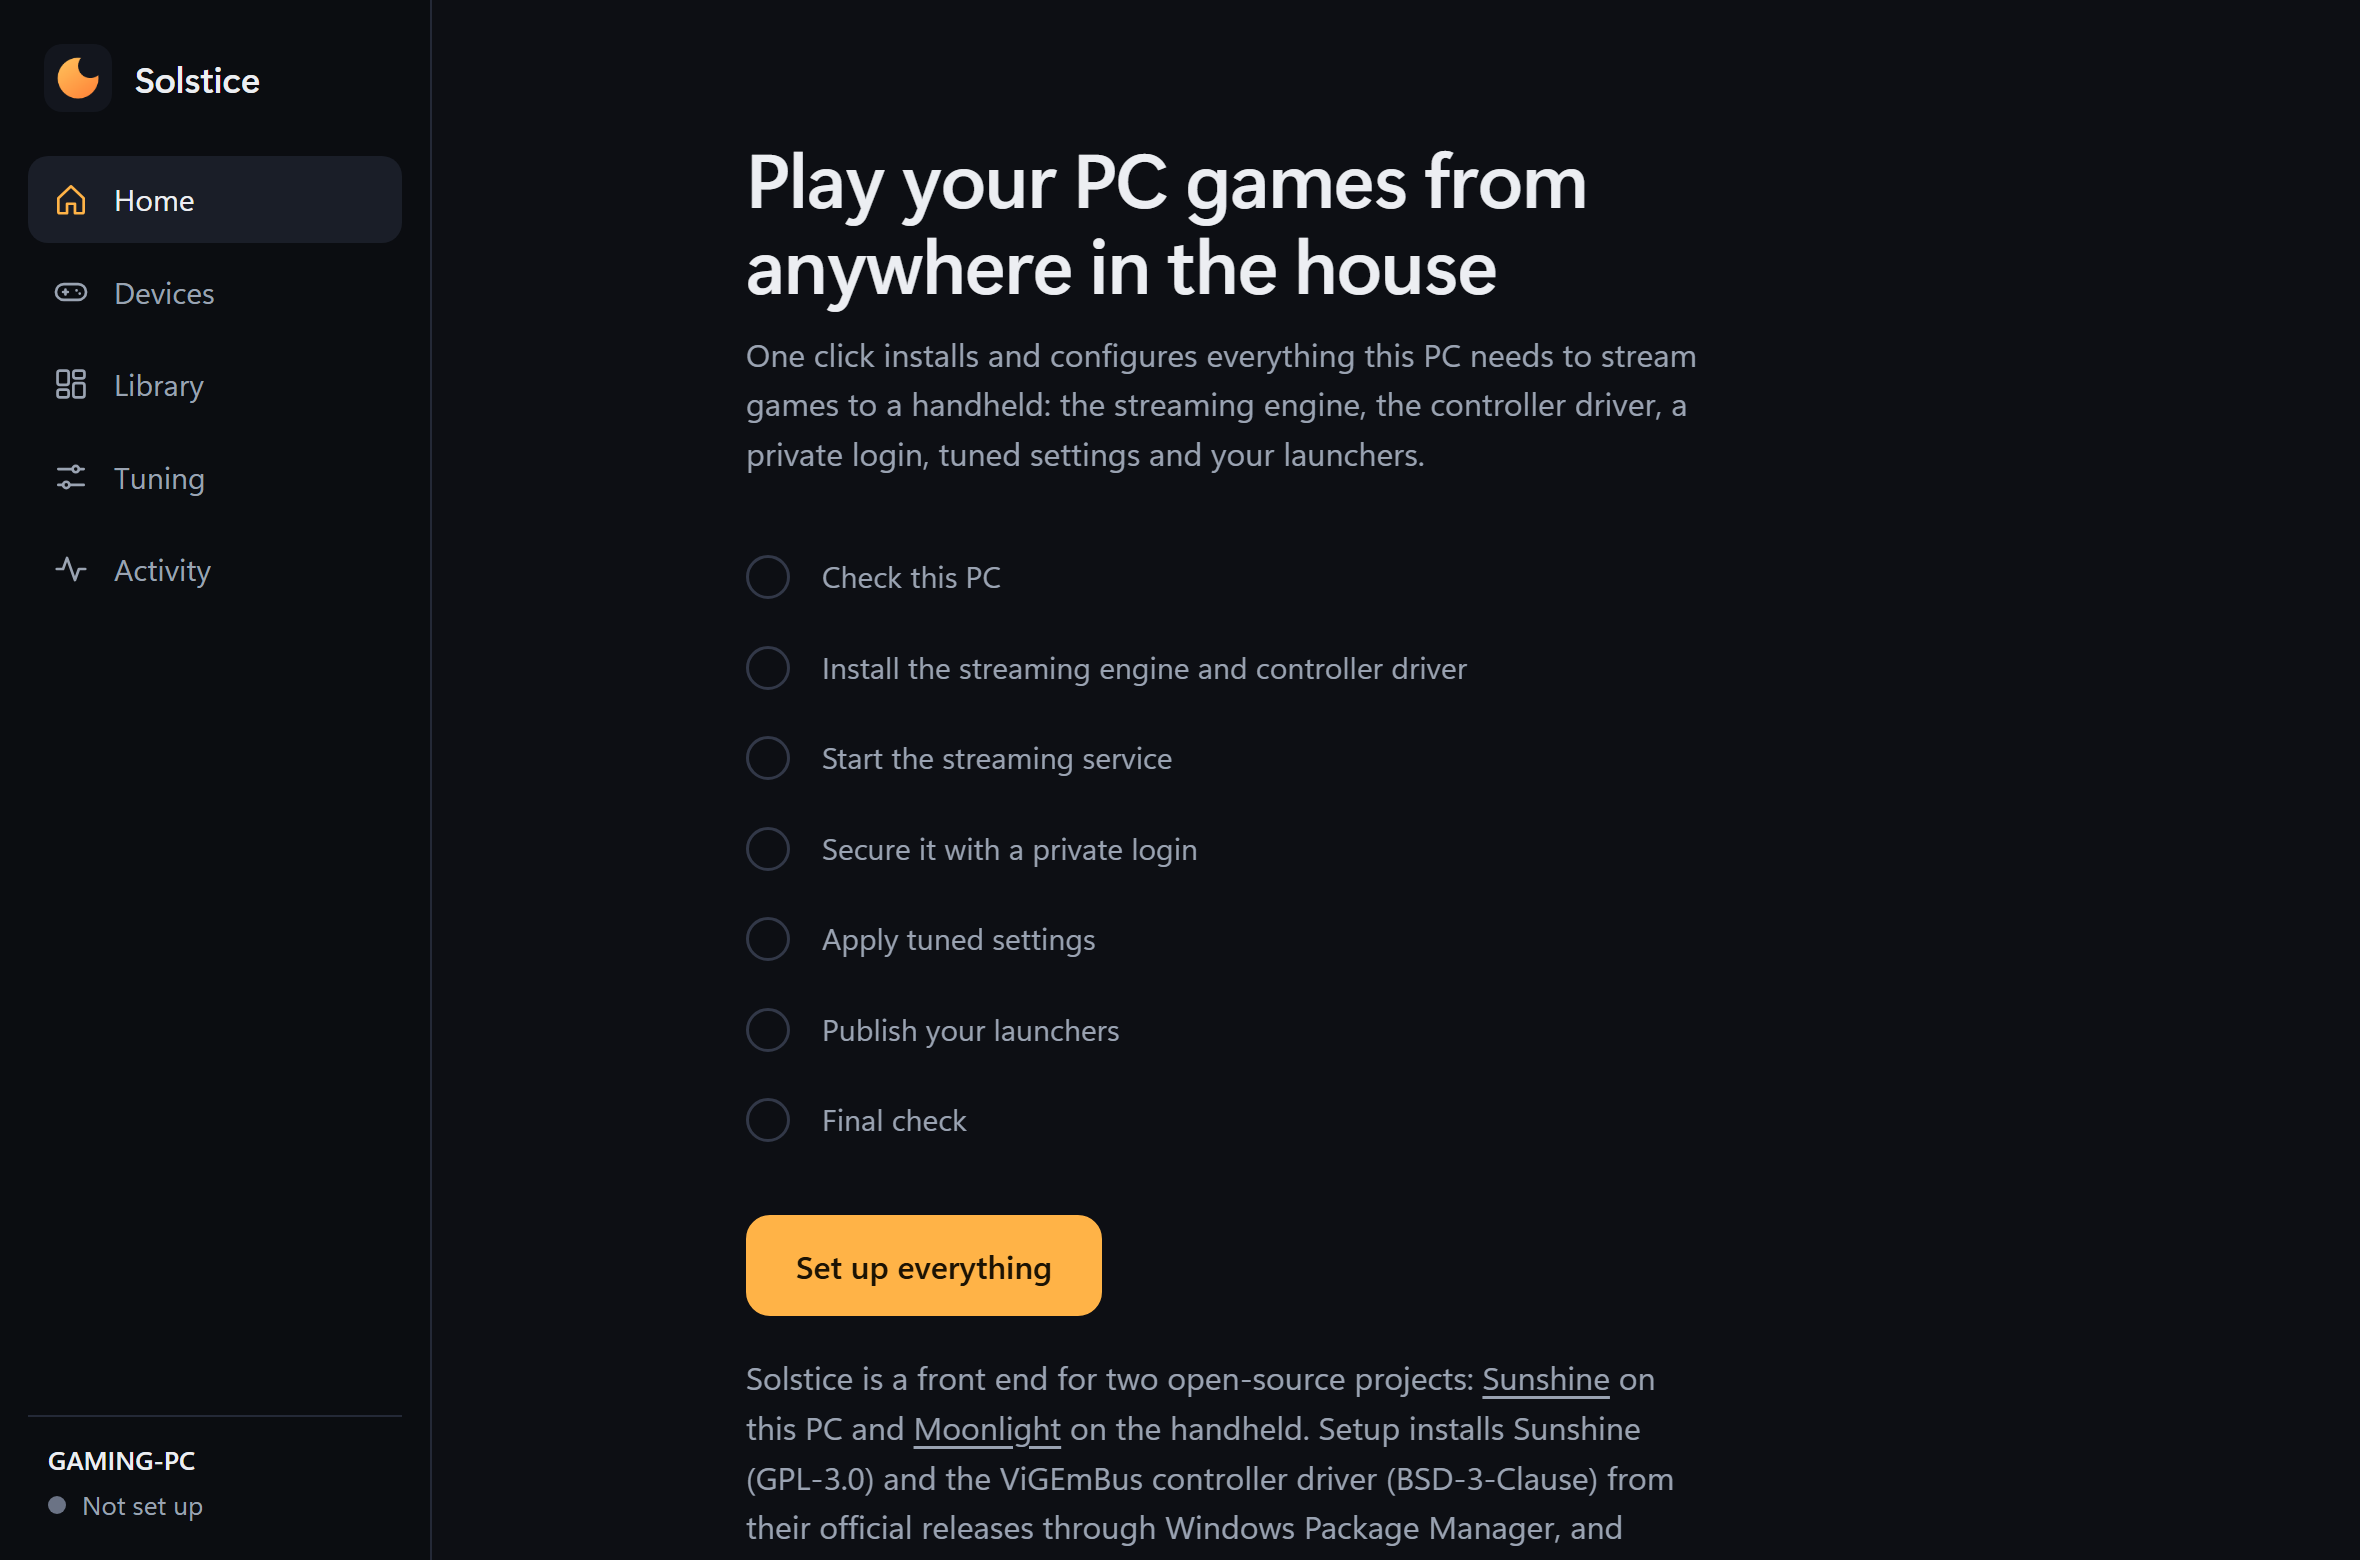 Solstice
Home
Devices
Library
Tuning
Activity
GAMING-PC
Not set up
Play your PC games from
anywhere in the house
One click installs and configures everything this PC needs to stream
games to a handheld: the streaming engine, the controller driver, a
private login, tuned settings and your launchers.
Check this PC
Install the streaming engine and controller driver
Start the streaming service
Secure it with a private login
Apply tuned settings
Publish your launchers
Final check
Set up everything
Solstice is a front end for two open-source projects: Sunshine on
this PC and Moonlight on the handheld. Setup installs Sunshine
(GPL-3.0) and the ViGEmBus controller driver (BSD-3-Clause) from
their official releases through Windows Package Manager, and